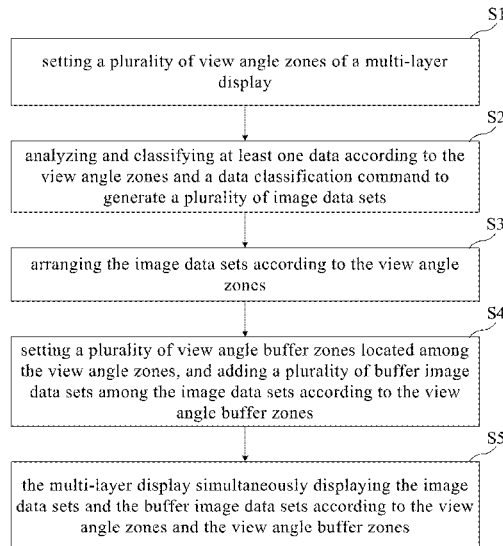 S1
setting a plurality of view angle zones of a multi-layer
display
S2
analyzing and classifying at least one data according to the
view angle zones and a data classification command to
generate a plurality of image data sets
S3
arranging the image data sets according to the view angle
zones
S4
setting a plurality of view angle buffer zones located among
the view angle zones, and adding a plurality of buffer image
data sets among the image data sets according to the view
angle buffer zones
S5
the multi-layer display simultaneously displaying the image
data sets and the buffer image data sets according to the
view angle zones and the view angle buffer zones